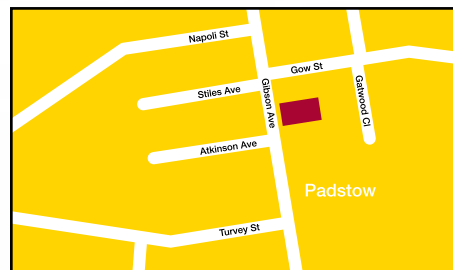 Napoli St
Gow St
Stiles Ave
Gibson Ave
Gatwood Cl
Atkinson Ave
Padstow
Turvey St